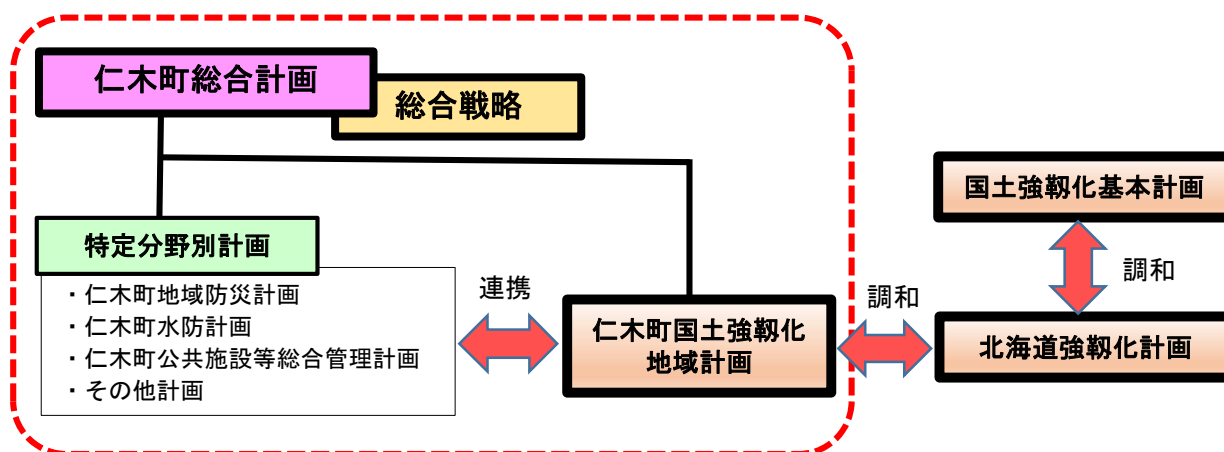 仁木町総合計画
総合戦略
国土強靱化基本計画
特定分野別計画
・仁木町地域防災計画
・仁木町水防計画
・仁木町公共施設等総合管理計画
・その他計画
連携
仁木町国土強靱化
地域計画
調和
調和
北海道強靱化計画